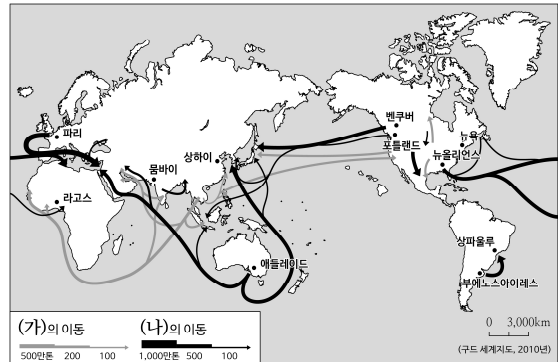 벤쿠버
포틀랜드
뉴욕
뉴올리언스
파리
상하이
뭄바이
라고스
애들레이드
상파울루
부에노스아이레스
(가)의 이동
500만톤 200 100
(나)의 이동
1,000만톤 500 100
0 3,000km
(구드 세계지도, 2010년)